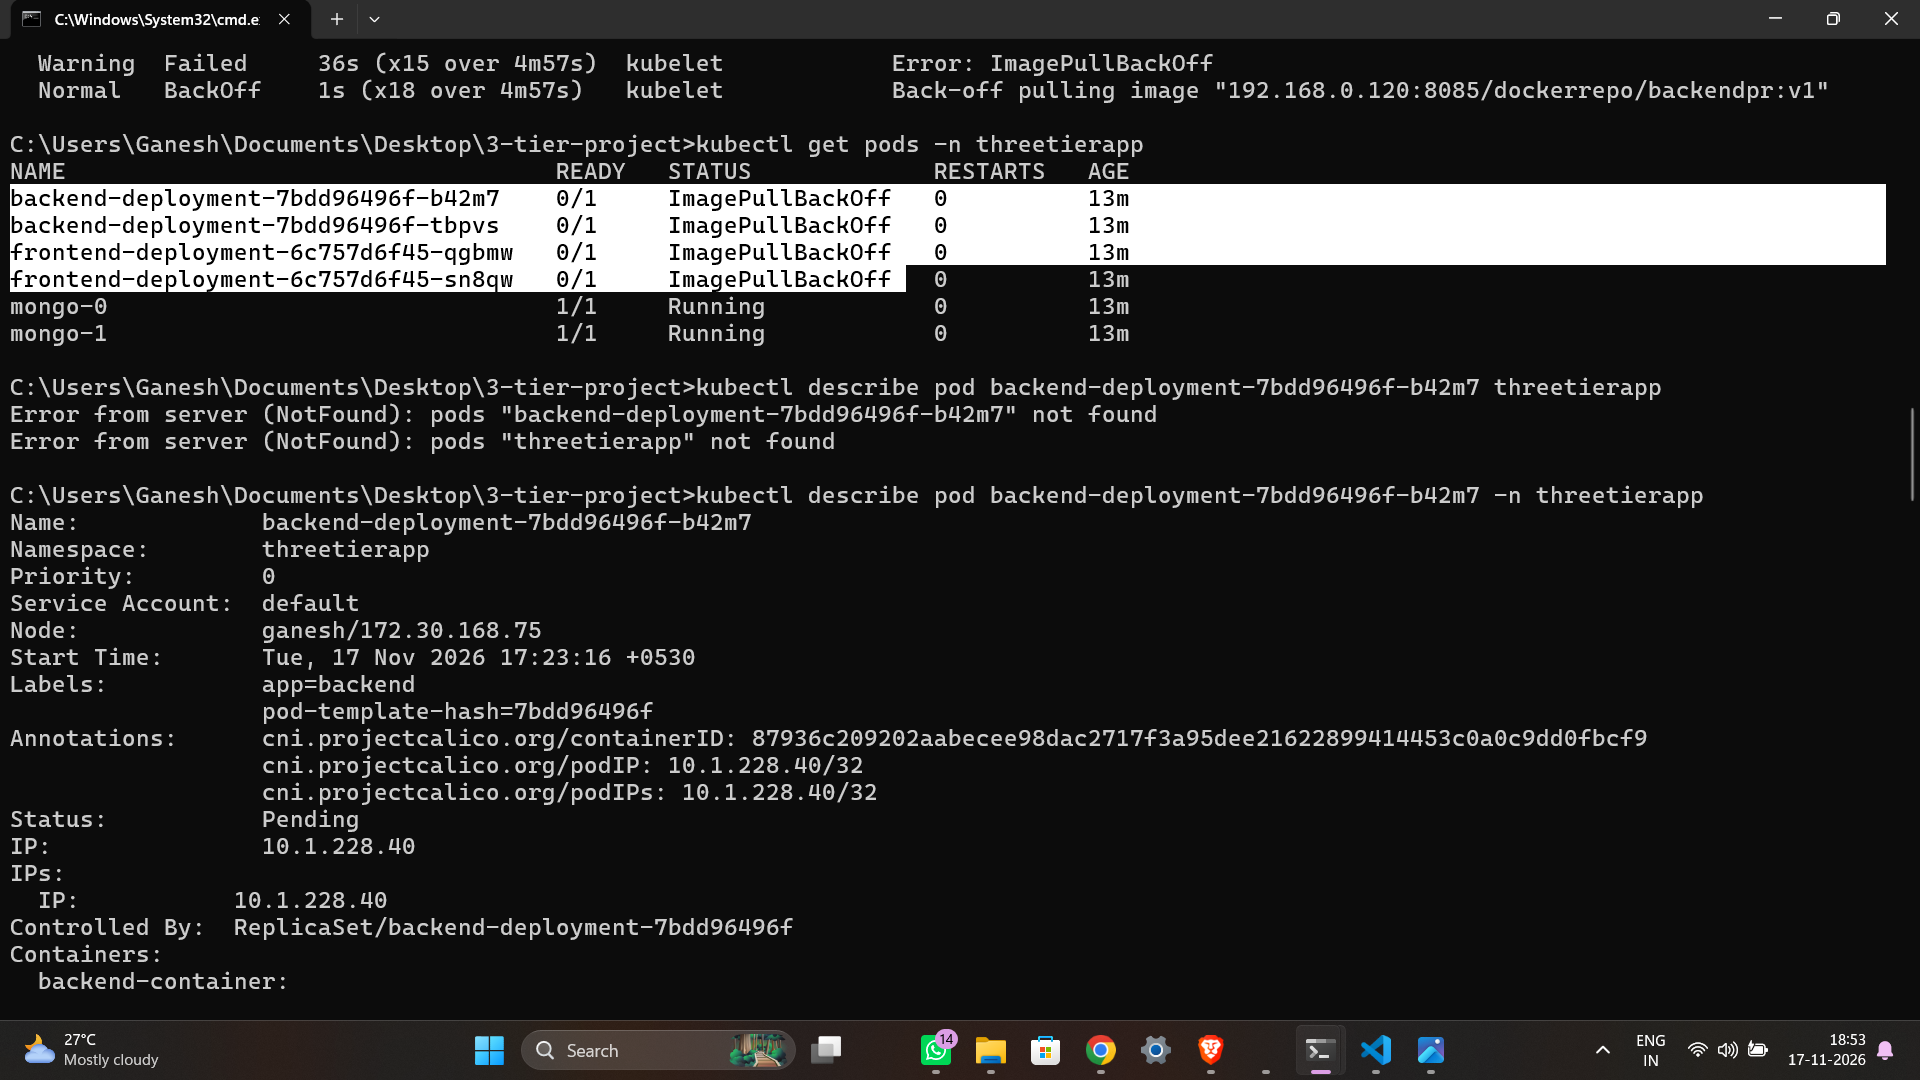 C:\Windows\System32\cmd.e
Warning  Failed     36s (x15 over 4m57s)  kubelet            Error: ImagePullBackOff
Normal   BackOff    1s (x18 over 4m57s)   kubelet            Back-off pulling image "192.168.0.120:8085/dockerrepo/backendpr:v1"
C:\Users\Ganesh\Documents\Desktop\3-tier-project>kubectl get pods -n threetierapp
NAME                                   READY   STATUS             RESTARTS   AGE
backend-deployment-7bdd96496f-b42m7    0/1     ImagePullBackOff   0          13m
backend-deployment-7bdd96496f-tbpvs    0/1     ImagePullBackOff   0          13m
frontend-deployment-6c757d6f45-qgbmw   0/1     ImagePullBackOff   0          13m
frontend-deployment-6c757d6f45-sn8qw   0/1     ImagePullBackOff   0          13m
mongo-0                                1/1     Running            0          13m
mongo-1                                1/1     Running            0          13m
C:\Users\Ganesh\Documents\Desktop\3-tier-project>kubectl describe pod backend-deployment-7bdd96496f-b42m7 threetierapp
Error from server (NotFound): pods "backend-deployment-7bdd96496f-b42m7" not found
Error from server (NotFound): pods "threetierapp" not found
C:\Users\Ganesh\Documents\Desktop\3-tier-project>kubectl describe pod backend-deployment-7bdd96496f-b42m7 -n threetierapp
Name:             backend-deployment-7bdd96496f-b42m7
Namespace:        threetierapp
Priority:         0
Service Account:  default
Node:             ganesh/172.30.168.75
Start Time:       Tue, 17 Nov 2026 17:23:16 +0530
Labels:           app=backend
                  pod-template-hash=7bdd96496f
Annotations:      cni.projectcalico.org/containerID: 87936c209202aabecee98dac2717f3a95dee21622899414453c0a0c9dd0fbcf9
                  cni.projectcalico.org/podIP: 10.1.228.40/32
                  cni.projectcalico.org/podIPs: 10.1.228.40/32
Status:           Pending
IP:               10.1.228.40
IPs:
  IP:           10.1.228.40
Controlled By:  ReplicaSet/backend-deployment-7bdd96496f
Containers:
  backend-container:
27°C
Mostly cloudy
Search
14
ENG
IN
18:53
17-11-2026